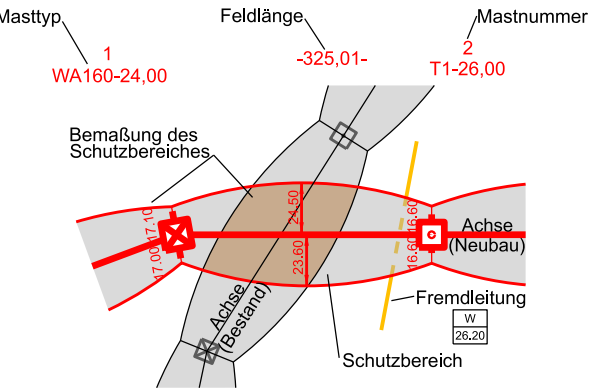 Masttyp
Feldlänge
Mastnummer
1
WA160-24,00
-325,01-
2
T1-26,00
Bemaßung des
Schutzbereiches
17.00
17.10
24.50
23.60
16.60
16.60
Achse
(Neubau)
Achse
(Bestand)
Fremdleitung
W
26.20
Schutzbereich